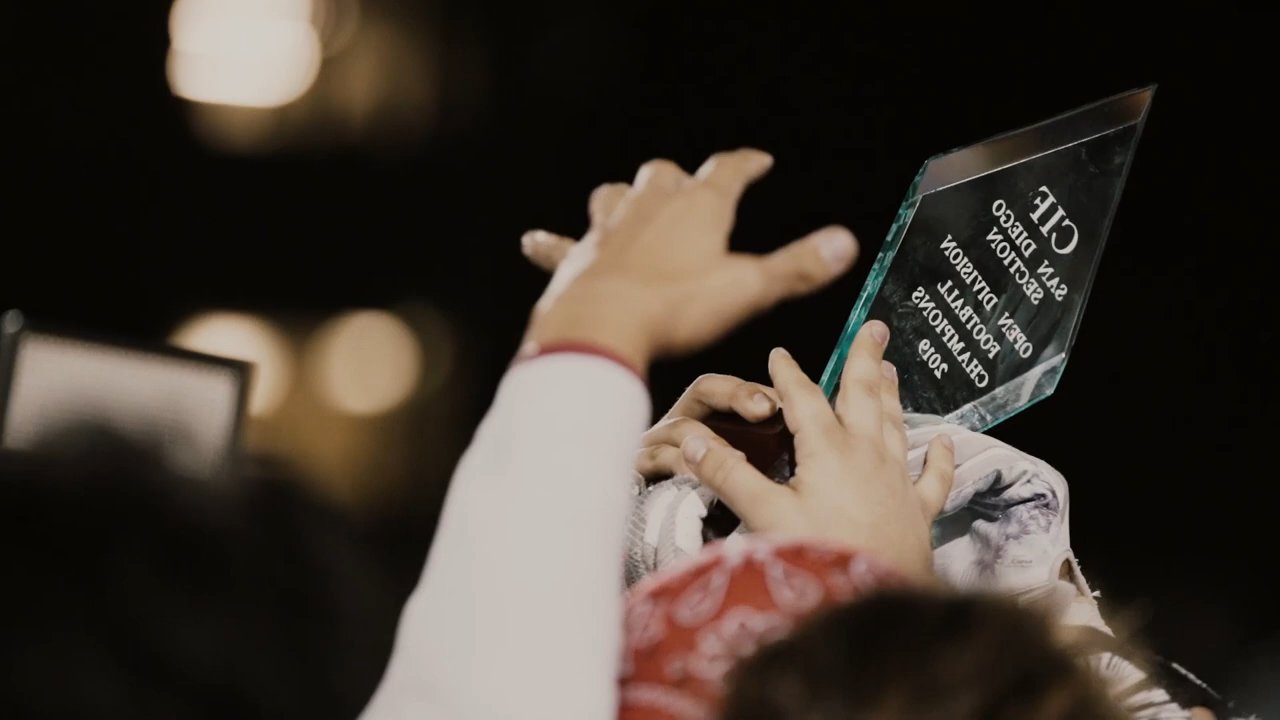 CIF
SAN DIEGO
SECTION
OPEN DIVISION
FOOTBALL
CHAMPIONS
2019